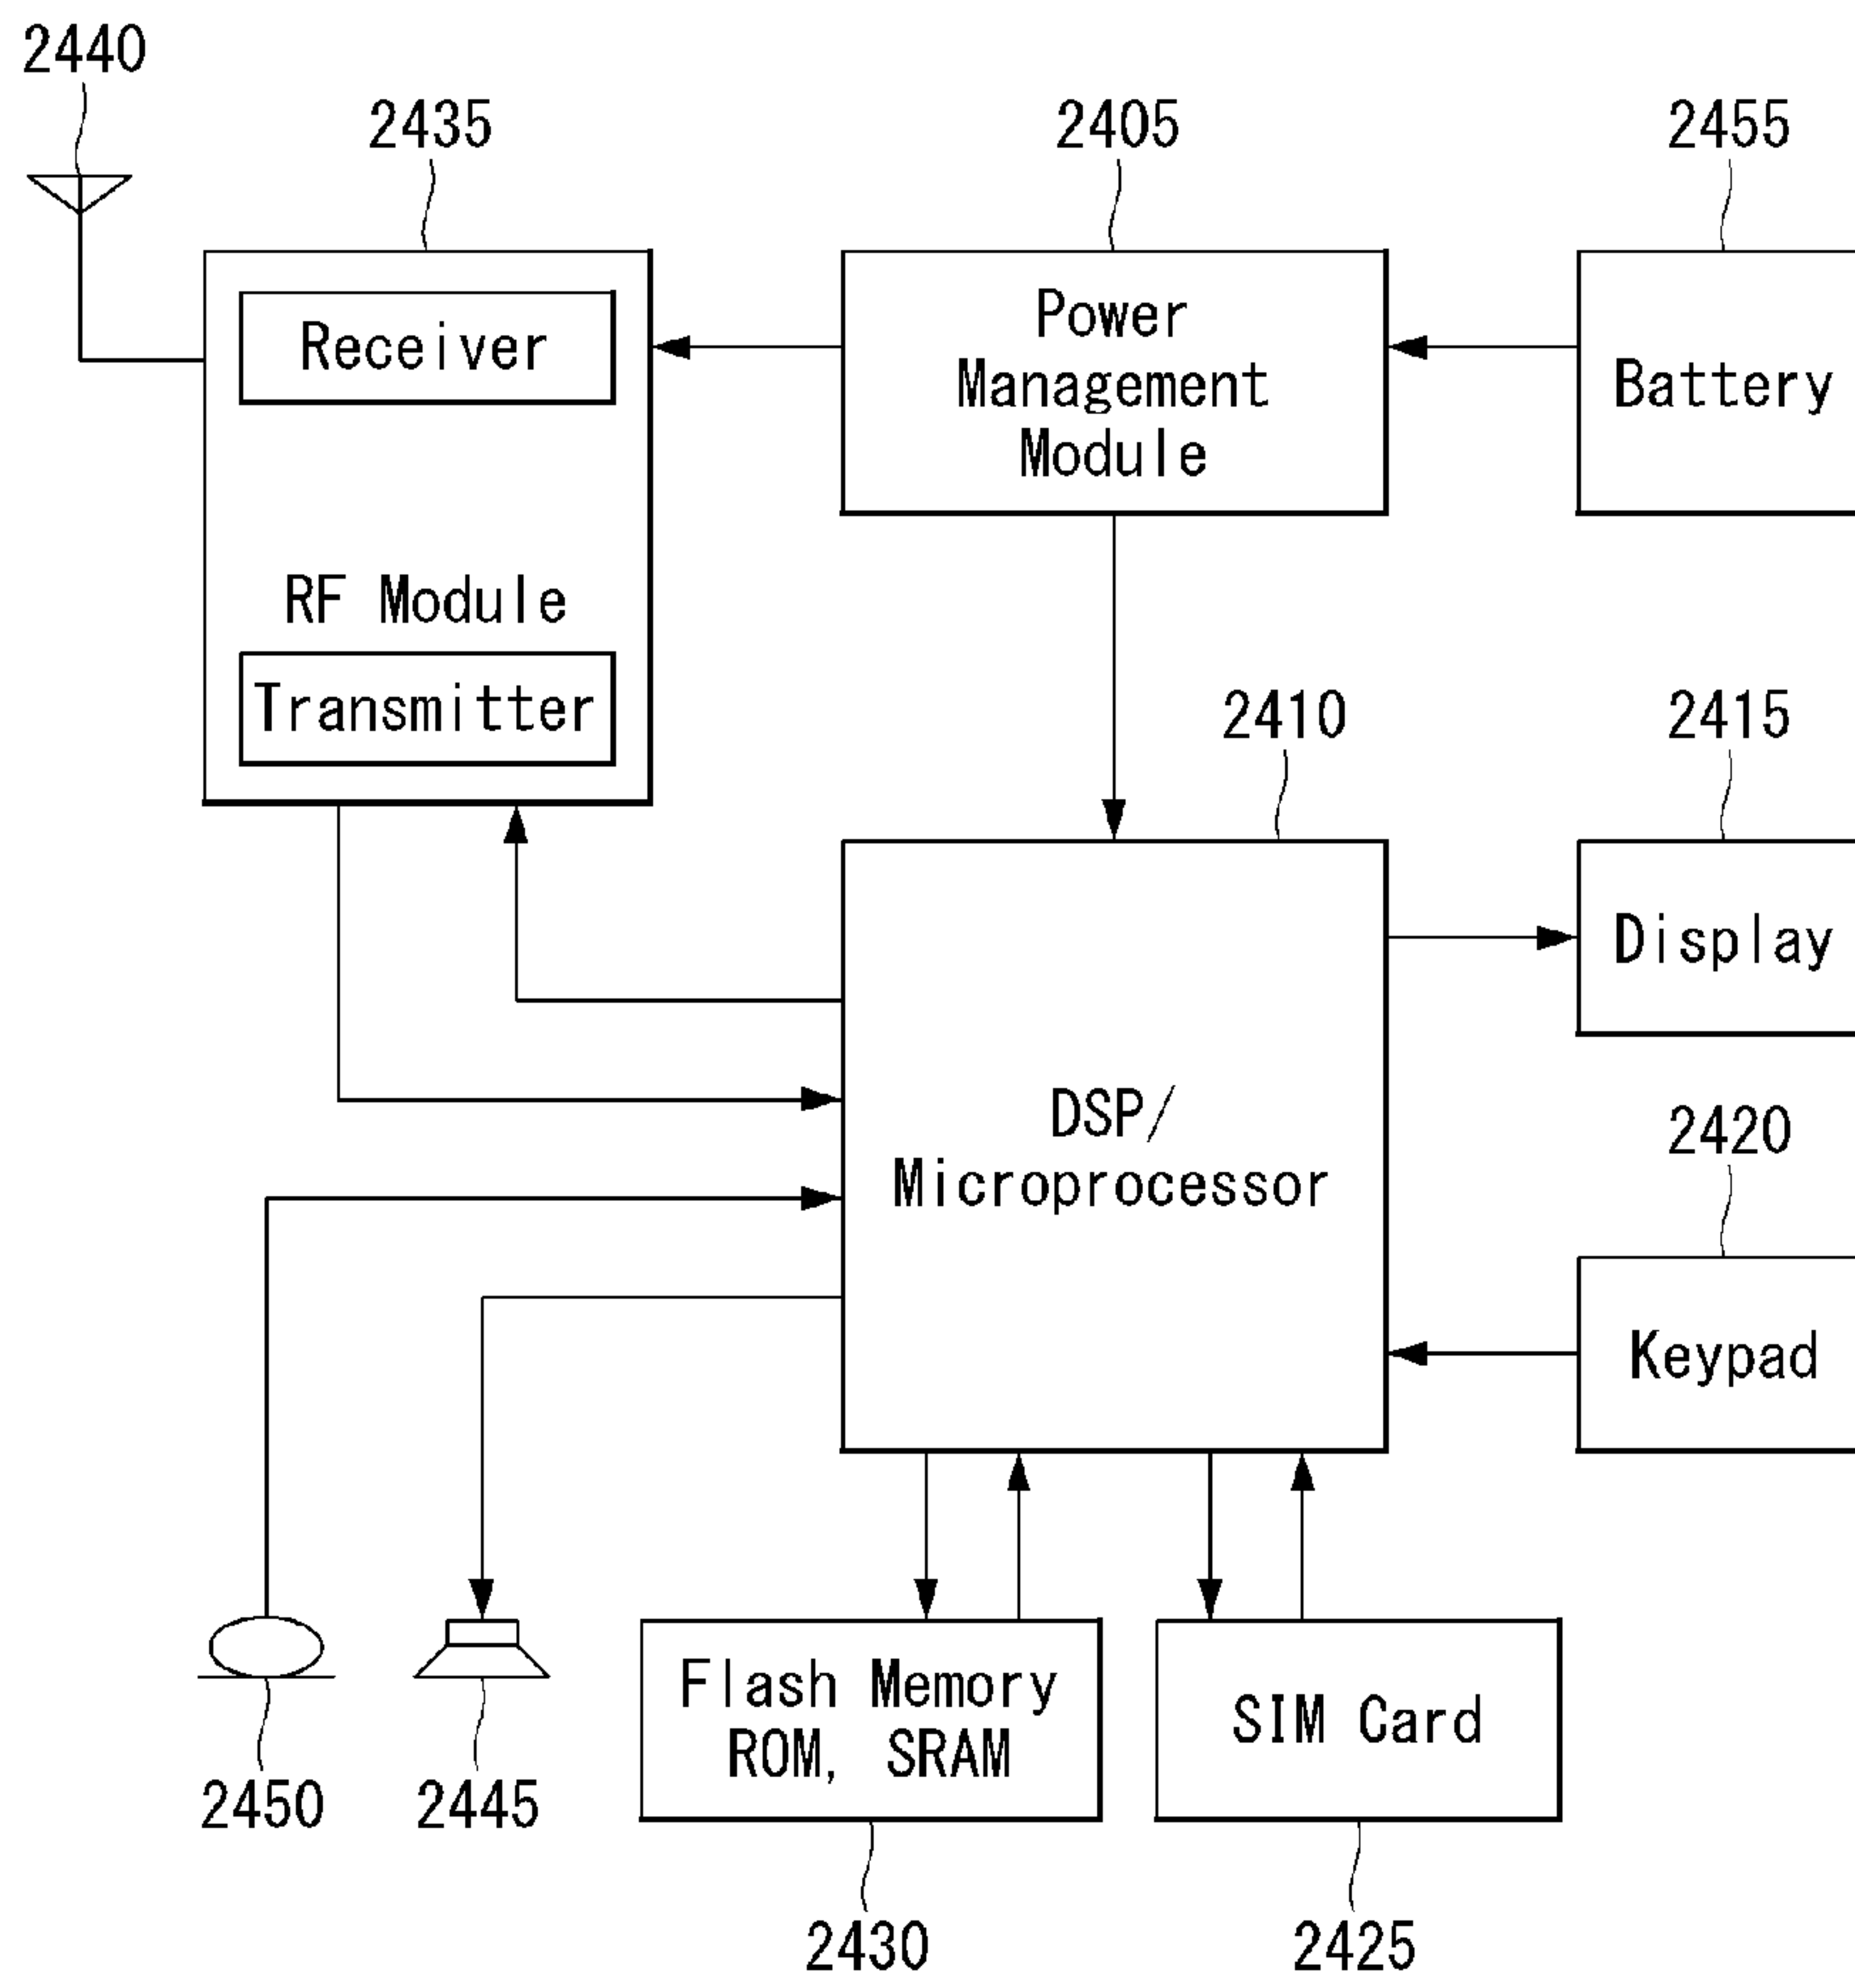 2440
2435
2405
2455
Receiver
RF Module
Transmitter
Power
Management
Module
Battery
2410
2415
DSP/
Microprocessor
Display
2420
Keypad
2450
2445
Flash Memory
ROM, SRAM
SIM Card
2430
2425